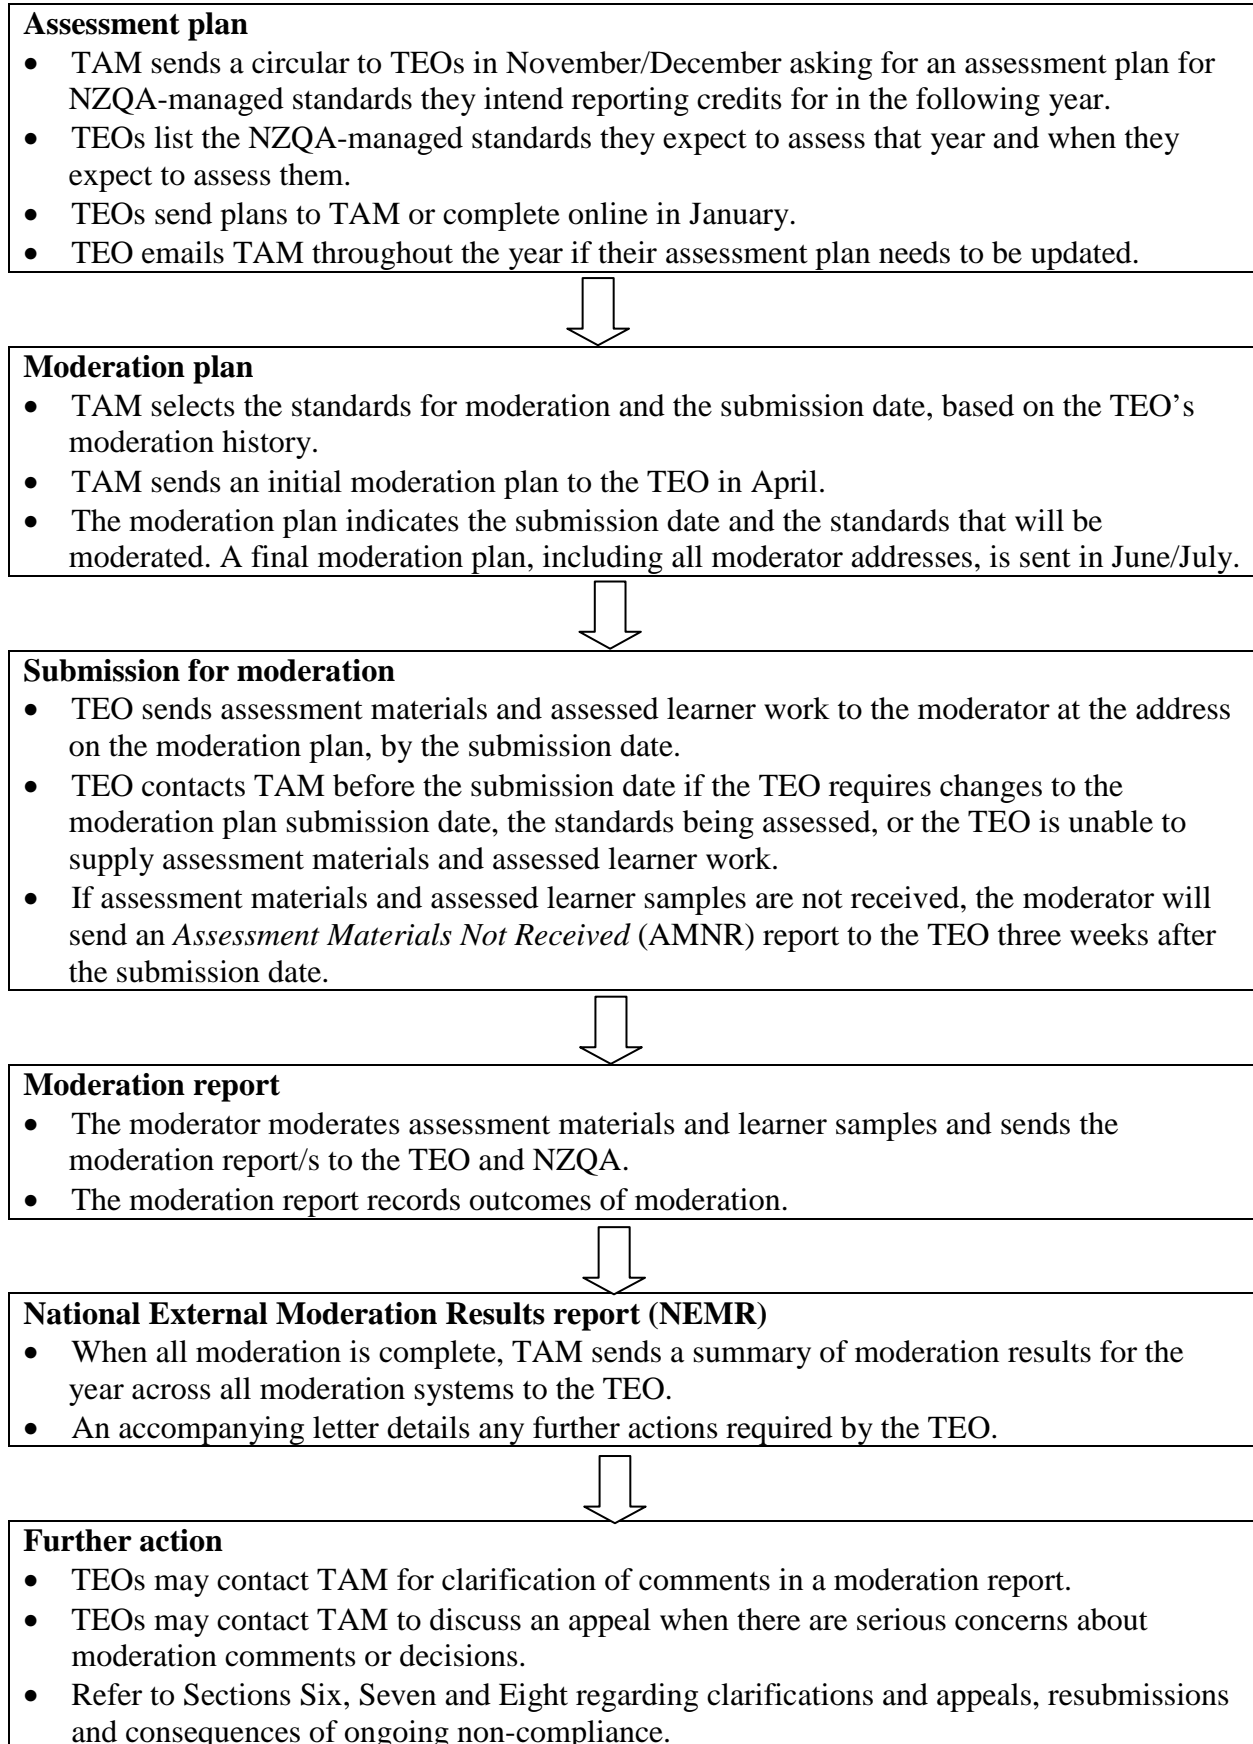 Assessment plan
• TAM sends a circular to TEOs in November/December asking for an assessment plan for
NZQA-managed standards they intend reporting credits for in the following year.
• TEOs list the NZQA-managed standards they expect to assess that year and when they
expect to assess them.
• TEOs send plans to TAM or complete online in January.
• TEO emails TAM throughout the year if their assessment plan needs to be updated.
Moderation plan
• TAM selects the standards for moderation and the submission date, based on the TEO’s
moderation history.
• TAM sends an initial moderation plan to the TEO in April.
• The moderation plan indicates the submission date and the standards that will be
moderated. A final moderation plan, including all moderator addresses, is sent in June/July.
Submission for moderation
• TEO sends assessment materials and assessed learner work to the moderator at the address
on the moderation plan, by the submission date.
• TEO contacts TAM before the submission date if the TEO requires changes to the
moderation plan submission date, the standards being assessed, or the TEO is unable to
supply assessment materials and assessed learner work.
• If assessment materials and assessed learner samples are not received, the moderator will
send an Assessment Materials Not Received (AMNR) report to the TEO three weeks after
the submission date.
Moderation report
• The moderator moderates assessment materials and learner samples and sends the
moderation report/s to the TEO and NZQA.
• The moderation report records outcomes of moderation.
National External Moderation Results report (NEMR)
• When all moderation is complete, TAM sends a summary of moderation results for the
year across all moderation systems to the TEO.
• An accompanying letter details any further actions required by the TEO.
Further action
• TEOs may contact TAM for clarification of comments in a moderation report.
• TEOs may contact TAM to discuss an appeal when there are serious concerns about
moderation comments or decisions.
• Refer to Sections Six, Seven and Eight regarding clarifications and appeals, resubmissions
and consequences of ongoing non-compliance.